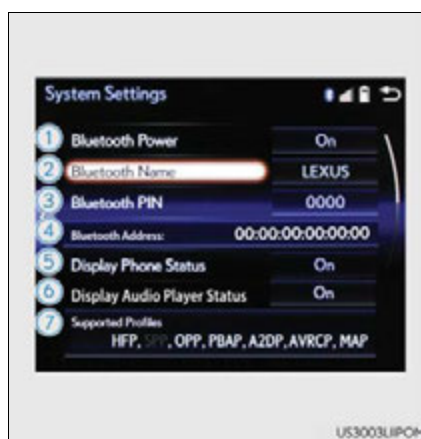 System Settings
1 Bluetooth Power On
2 Bluetooth Name LEXUS
3 Bluetooth PIN 0000
4 Bluetooth Address: 00:00:00:00:00:00
5 Display Phone Status On
6 Display Audio Player Status On
7 Supported Profiles
HFP, SPP, OPP, PBAP, A2DP, AVRCP, MAP
US3003LIPOM